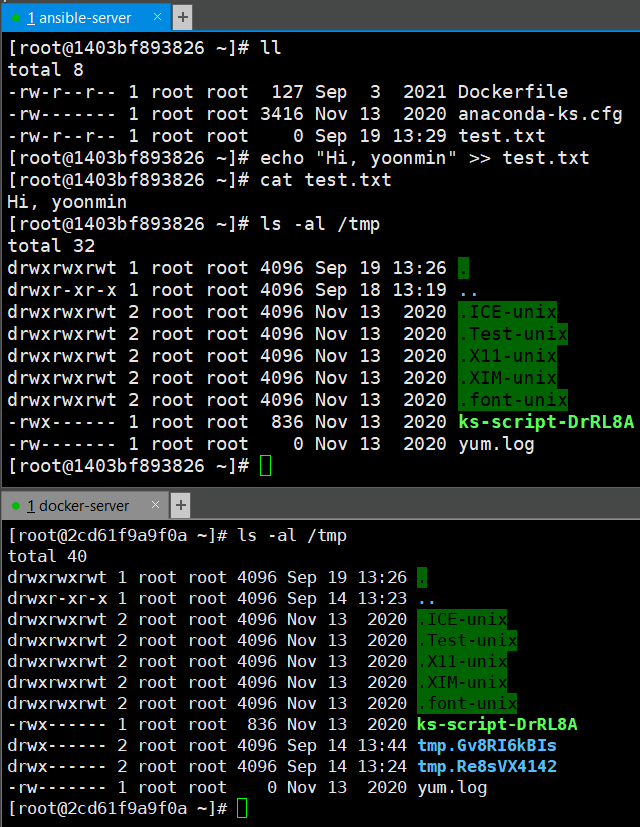 1 ansible-server × +
[root@1403bf893826 ~]# ll
total 8
-rw-r--r-- 1 root root  127 Sep  3  2021 Dockerfile
-rw------- 1 root root 3416 Nov 13  2020 anaconda-ks.cfg
-rw-r--r-- 1 root root    0 Sep 19 13:29 test.txt
[root@1403bf893826 ~]# echo "Hi, yoonmin" >> test.txt
[root@1403bf893826 ~]# cat test.txt
Hi, yoonmin
[root@1403bf893826 ~]# ls -al /tmp
total 32
drwxrwxrwt 1 root root 4096 Sep 19 13:26 .
drwxr-xr-x 1 root root 4096 Sep 18 13:19 ..
drwxrwxrwt 2 root root 4096 Nov 13  2020 .ICE-unix
drwxrwxrwt 2 root root 4096 Nov 13  2020 .Test-unix
drwxrwxrwt 2 root root 4096 Nov 13  2020 .X11-unix
drwxrwxrwt 2 root root 4096 Nov 13  2020 .XIM-unix
drwxrwxrwt 2 root root 4096 Nov 13  2020 .font-unix
-rwx------ 1 root root  836 Nov 13  2020 ks-script-DrRL8A
-rw------- 1 root root    0 Nov 13  2020 yum.log
[root@1403bf893826 ~]#
1 docker-server × +
[root@2cd61f9a9f0a ~]# ls -al /tmp
total 40
drwxrwxrwt 1 root root 4096 Sep 19 13:26 .
drwxr-xr-x 1 root root 4096 Sep 14 13:23 ..
drwxrwxrwt 2 root root 4096 Nov 13  2020 .ICE-unix
drwxrwxrwt 2 root root 4096 Nov 13  2020 .Test-unix
drwxrwxrwt 2 root root 4096 Nov 13  2020 .X11-unix
drwxrwxrwt 2 root root 4096 Nov 13  2020 .XIM-unix
drwxrwxrwt 2 root root 4096 Nov 13  2020 .font-unix
-rwx------ 1 root root  836 Nov 13  2020 ks-script-DrRL8A
drwx------ 2 root root 4096 Sep 14 13:44 tmp.Gv8RI6kBIs
drwx------ 2 root root 4096 Sep 14 13:24 tmp.Re8sVX4142
-rw------- 1 root root    0 Nov 13  2020 yum.log
[root@2cd61f9a9f0a ~]#